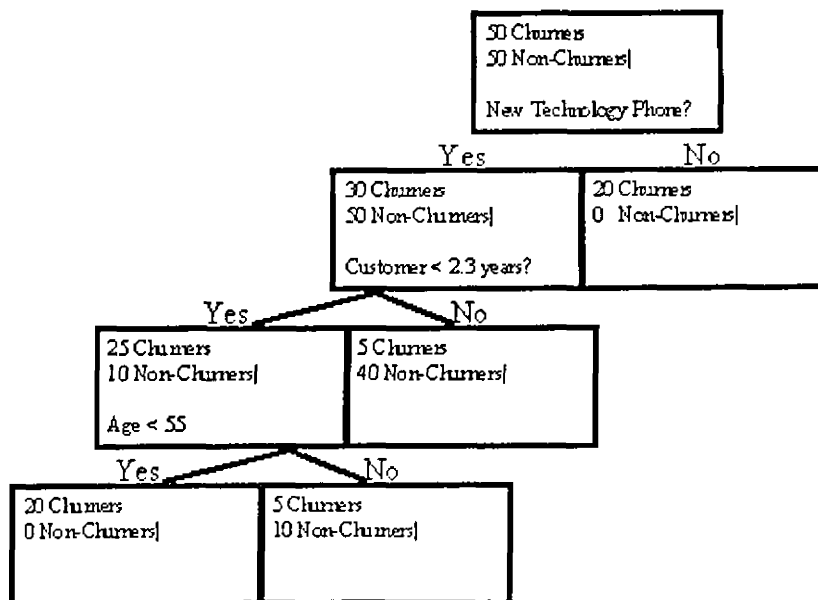 50 Churners
50 Non-Churners|
New Technology Phone?
Yes No
30 Churners
50 Non-Churners|
Customer < 2.3 years?
20 Churners
0 Non-Churners|
Yes No
25 Churners
10 Non-Churners|
Age < 55
5 Churners
40 Non-Churners|
Yes No
20 Churners
0 Non-Churners|
5 Churners
10 Non-Churners|